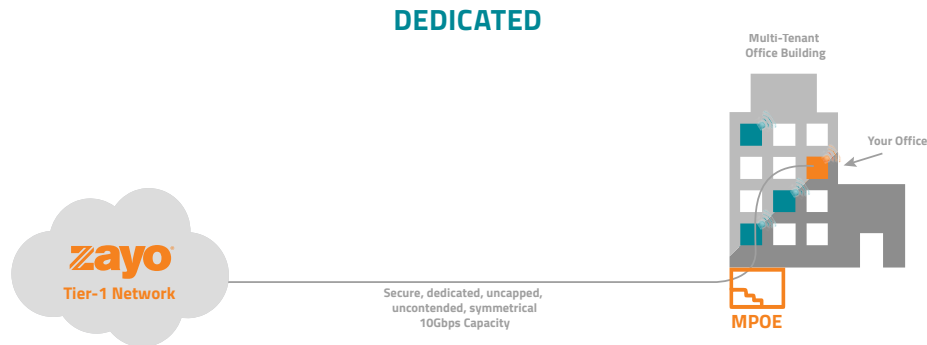 DEDICATED
Multi-Tenant
Office Building
Your Office
zayo
Tier-1 Network
Secure, dedicated, uncapped,
uncontended, symmetrical
10Gbps Capacity
MPOE